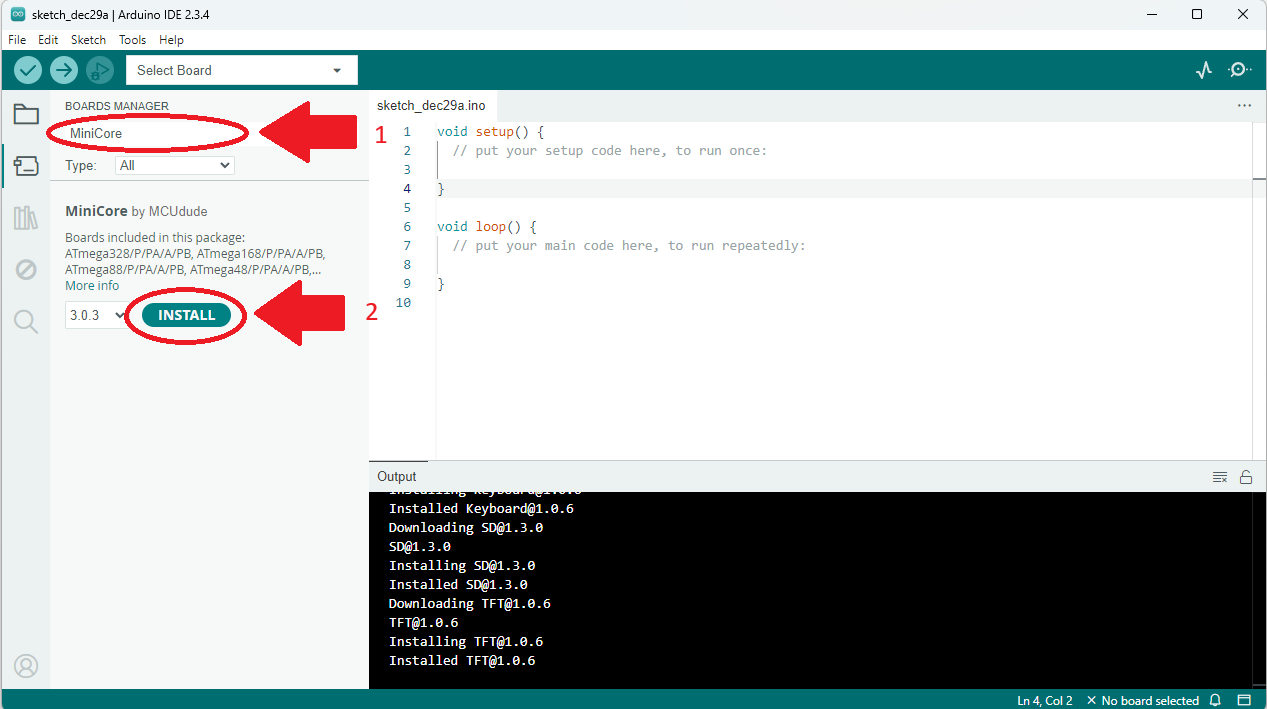 sketch_dec29a | Arduino IDE 2.3.4
File Edit Sketch Tools Help
Select Board
BOARDS MANAGER
MiniCore
Type: All
MiniCore by MCUdude
Boards included in this package:
ATmega328/P/PA/A/PB, ATmega168/P/PA/A/PB,
ATmega88/P/PA/A/PB, ATmega48/P/PA/A/PB,...
More info
3.0.3 INSTALL
1
2
sketch_dec29a.ino
1 void setup() {
2 // put your setup code here, to run once:
3
4 }
5
6 void loop() {
7 // put your main code here, to run repeatedly:
8
9 }
10
Output
Installing Keyboard@1.0.6
Installed Keyboard@1.0.6
Downloading SD@1.3.0
SD@1.3.0
Installing SD@1.3.0
Installed SD@1.3.0
Downloading TFT@1.0.6
TFT@1.0.6
Installing TFT@1.0.6
Installed TFT@1.0.6
Ln 4, Col 2 × No board selected